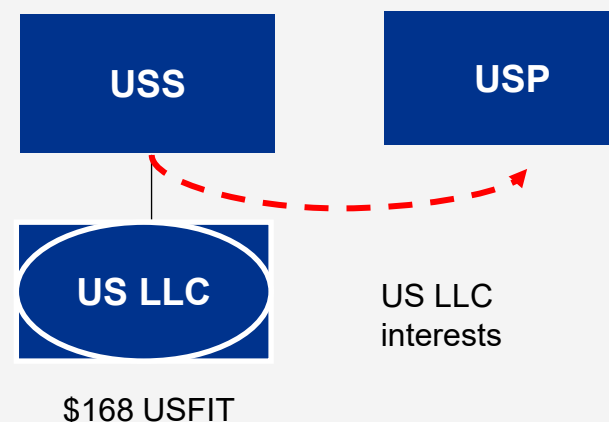 USS
USP
US LLC
US LLC
interests
$168 USFIT